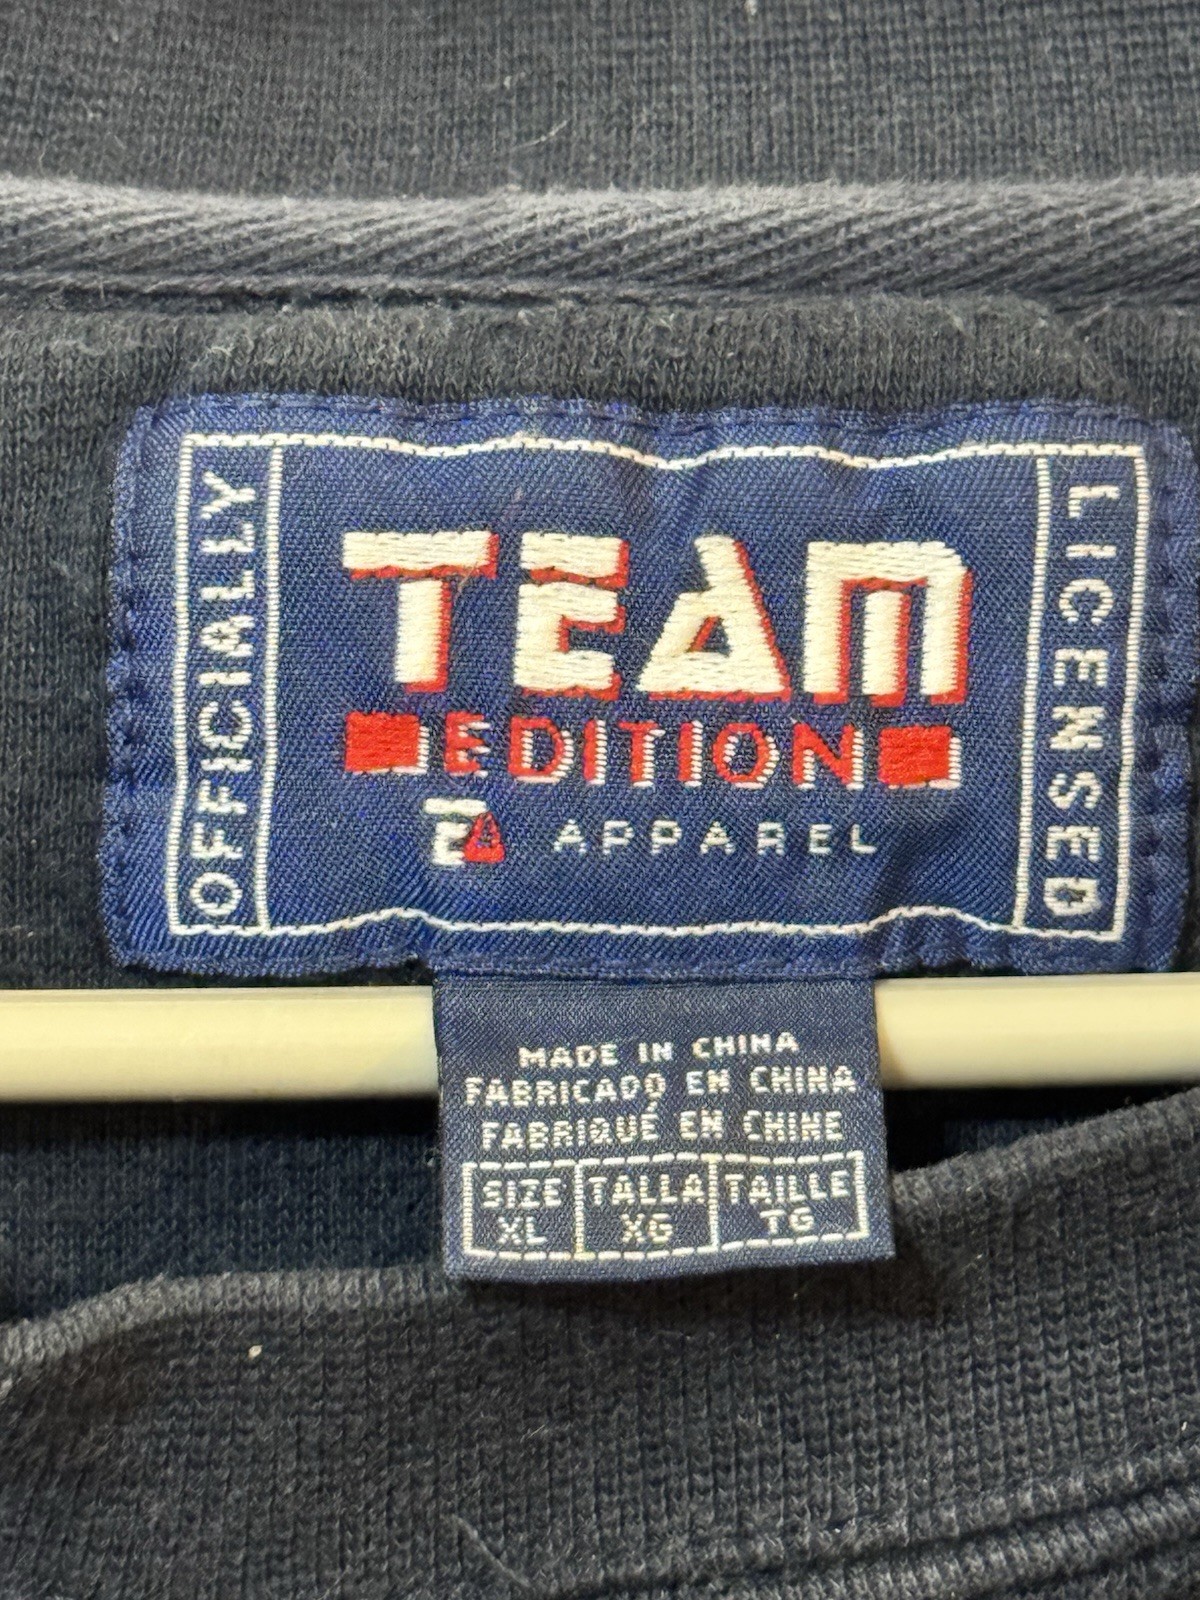 OFFICIALLY
TEAM
EDITION
APPAREL
LICENSED
MADE IN CHINA
FABRICADO EN CHINA
FABRIQUÉ EN CHINE
SIZE TALLA TAILLE
XL XG TG